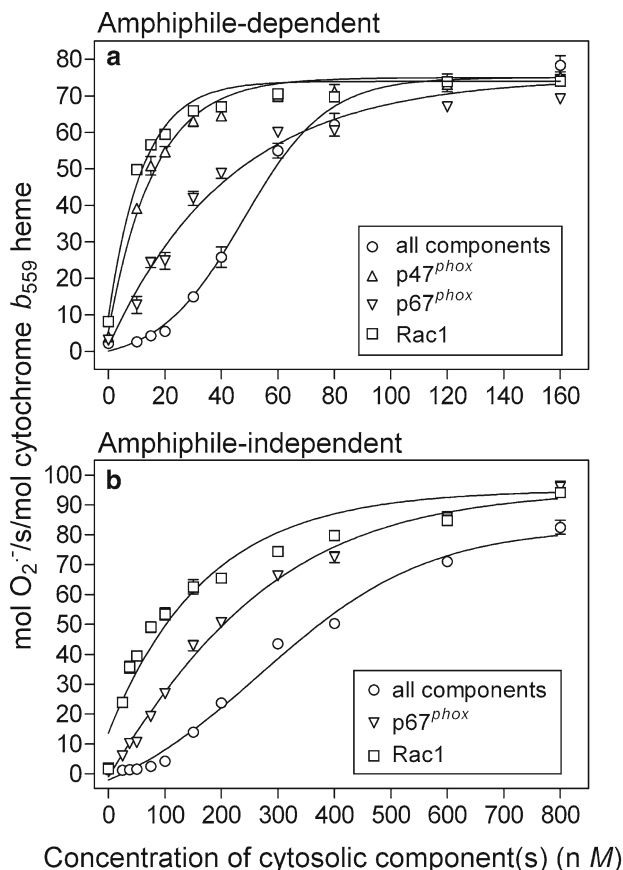 Amphiphile-dependent
a
80
70
60
50
40
30
20
10
0
all components
p47phox
p67phox
Rac1
0 20 40 60 80 100 120 140 160
mol O2·-/s/mol cytochrome b559 heme
Amphiphile-independent
b
100
90
80
70
60
50
40
30
20
10
0
all components
p67phox
Rac1
0 100 200 300 400 500 600 700 800
Concentration of cytosolic component(s) (n M)